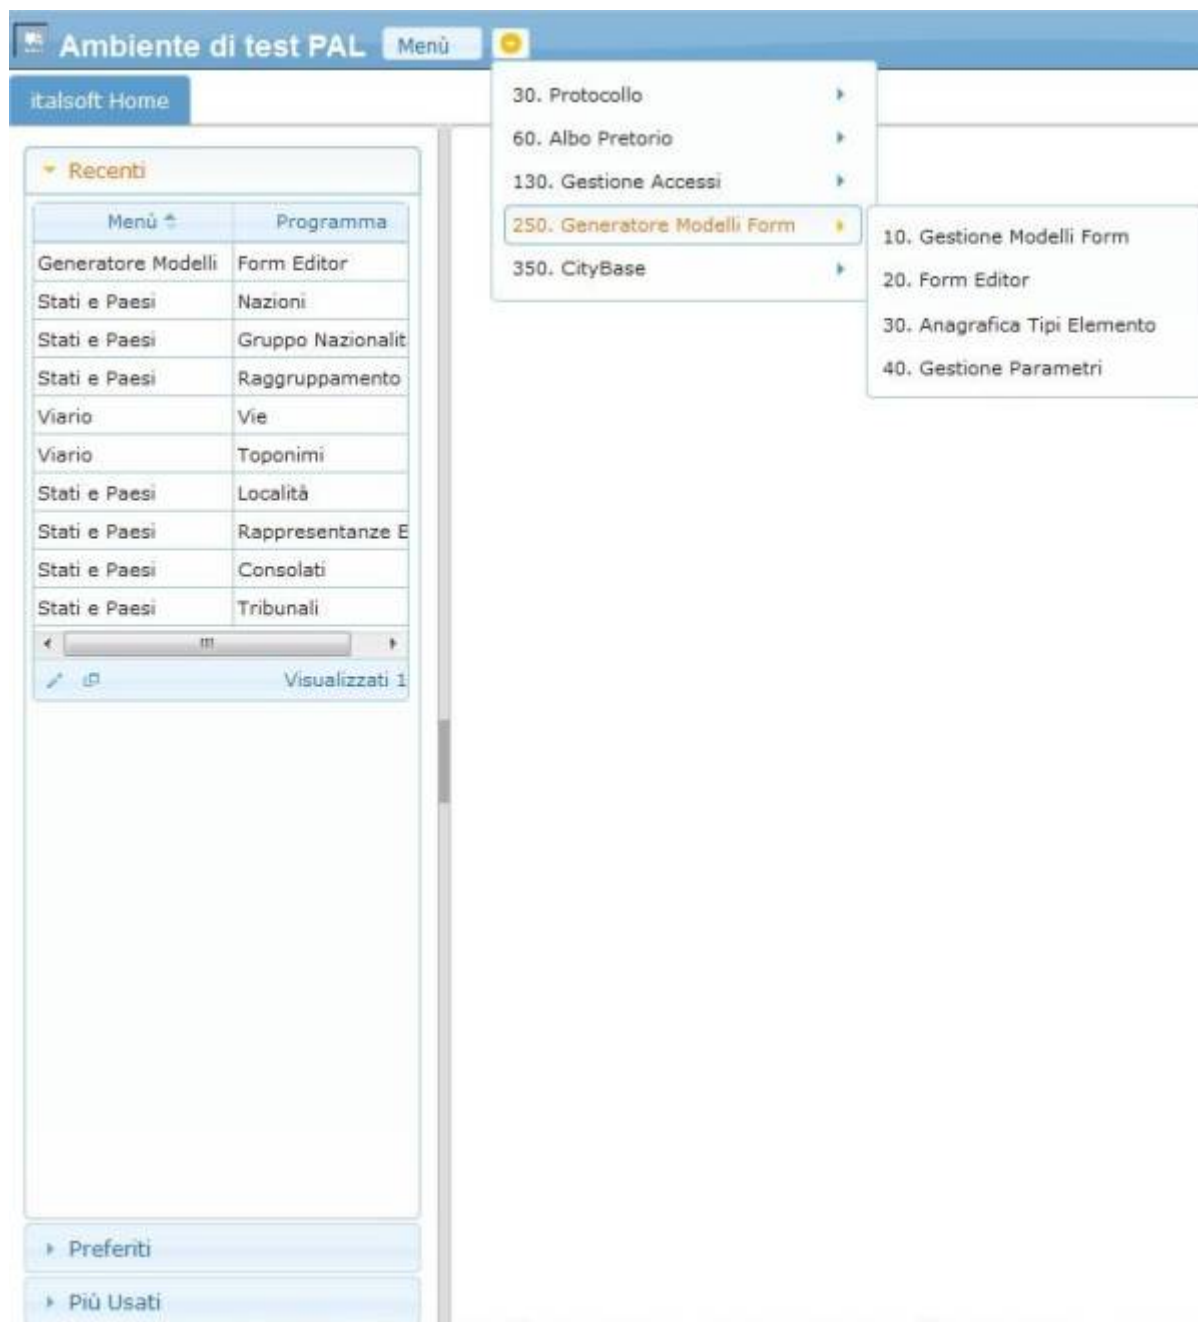 Ambiente di test PAL Menù
italsoft Home
30. Protocollo
60. Albo Pretorio
130. Gestione Accessi
250. Generatore Modelli Form
350. CityBase
10. Gestione Modelli Form
20. Form Editor
30. Anagrafica Tipi Elemento
40. Gestione Parametri
Recenti
Menù Programma
Generatore Modelli Form Editor
Stati e Paesi Nazioni
Stati e Paesi Gruppo Nazionalit
Stati e Paesi Raggruppamento
Viario Vie
Viario Toponimi
Stati e Paesi Località
Stati e Paesi Rappresentanze E
Stati e Paesi Consolati
Stati e Paesi Tribunali
Visualizzati 1
Preferiti
Più Usati